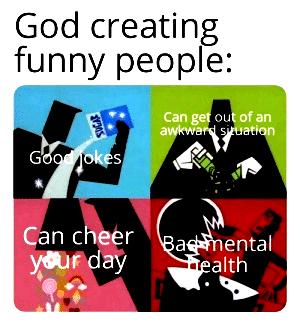 God creating
funny people:
SUGAR
Good jokes
Can get out of an
awkward situation
Can cheer
your day
Bad mental
health